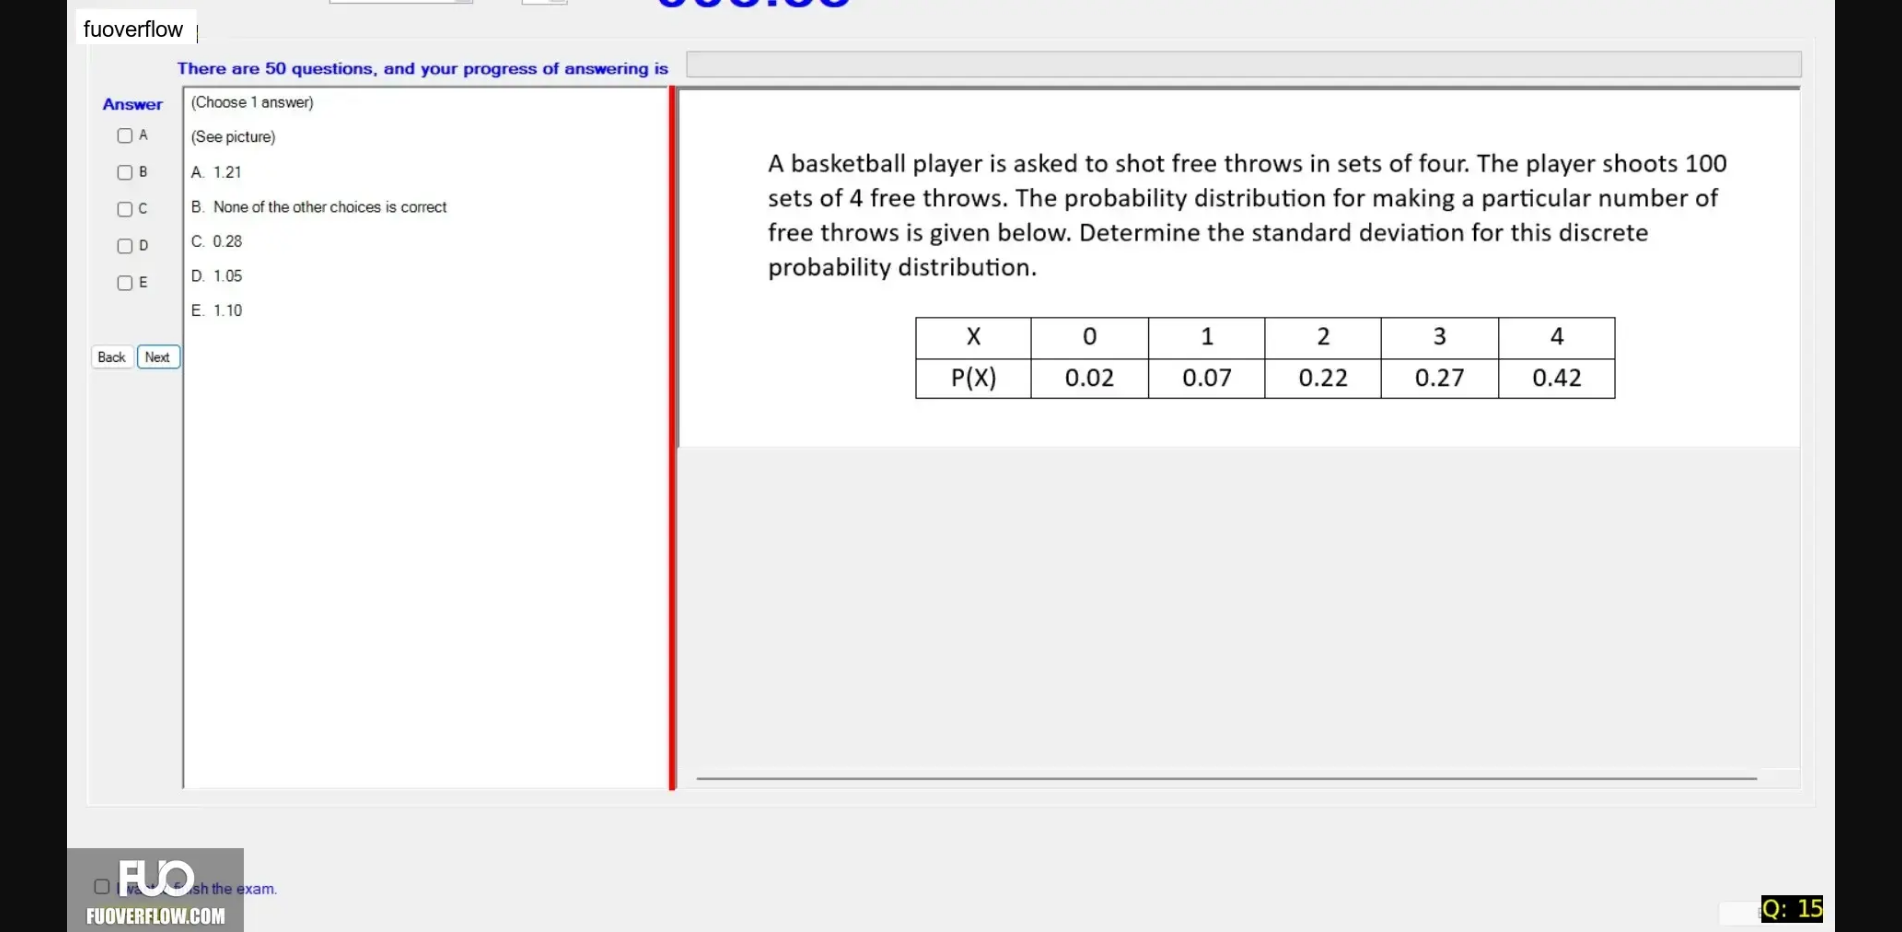 fuoverflow
There are 50 questions, and your progress of answering is
Answer
A
B
C
D
E
Back Next
(Choose 1 answer)
(See picture)
A. 1.21
B. None of the other choices is correct
C. 0.28
D. 1.05
E. 1.10
A basketball player is asked to shot free throws in sets of four. The player shoots 100
sets of 4 free throws. The probability distribution for making a particular number of
free throws is given below. Determine the standard deviation for this discrete
probability distribution.
X 0 1 2 3 4
P(X) 0.02 0.07 0.22 0.27 0.42
FUO
the exam.
FUOVERFLOW.COM
Q: 15